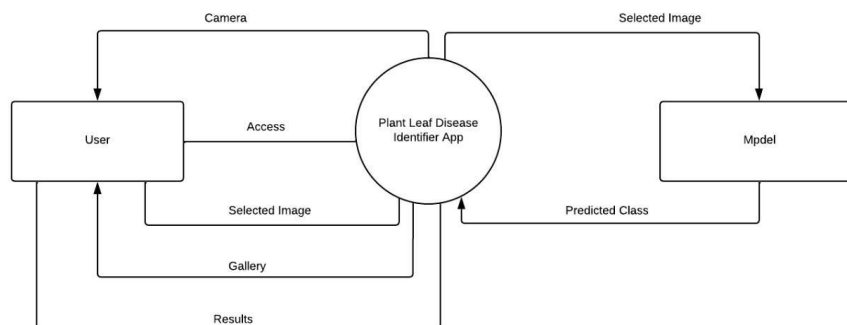 Camera
Selected Image
User
Access
Plant Leaf Disease
Identifier App
Mpdel
Selected Image
Predicted Class
Gallery
Results